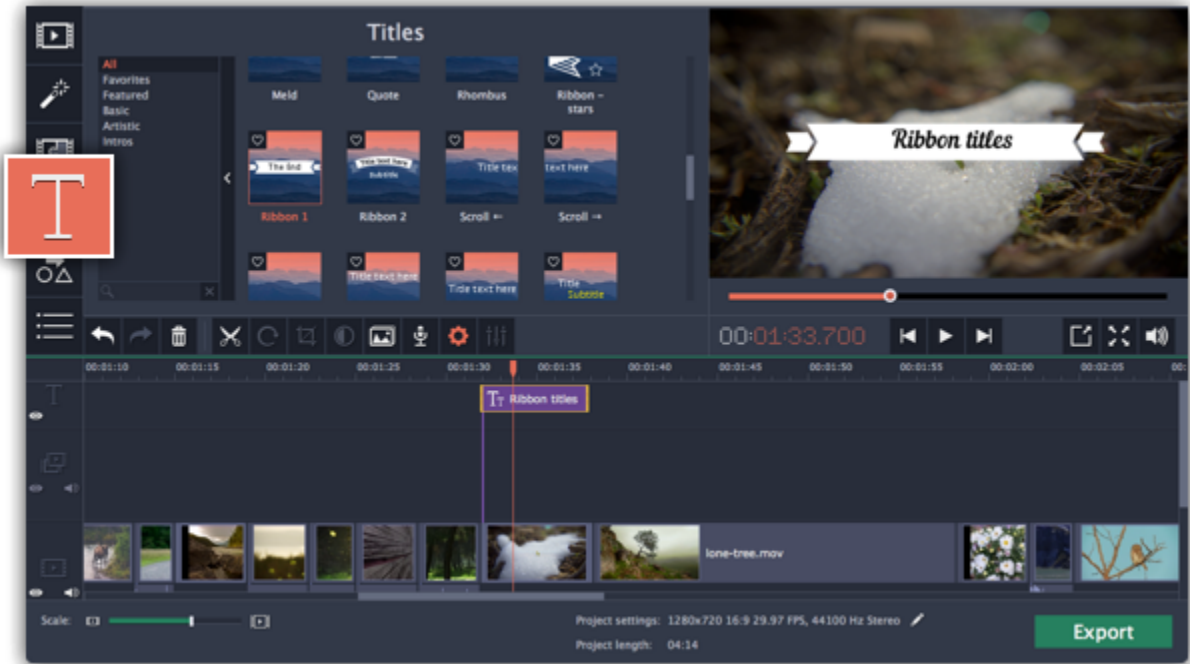 Titles
All
Favorites
Featured
Basic
Artistic
Intros
Meld
Quote
Rhombus
Ribbon – stars
The End
Title text here
Subtitle
Title tex
text here
Ribbon 1
Ribbon 2
Scroll ←
Scroll →
Title text here
Title text here
Title
Subtitle
Ribbon titles
T
00:01:33.700
00:01:10
00:01:15
00:01:20
00:01:25
00:01:30
00:01:35
00:01:40
00:01:45
00:01:50
00:01:55
00:02:00
00:02:05
00:
Ribbon titles
lone-tree.mov
Scale:
Project settings: 1280x720 16:9 29.97 FPS, 44100 Hz Stereo
Project length: 04:14
Export